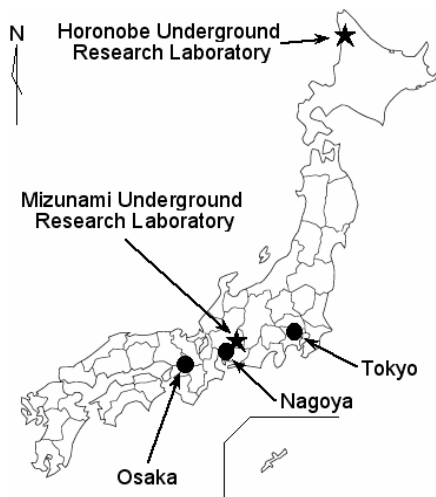 N
Horonobe Underground
Research Laboratory
Mizunami Underground
Research Laboratory
Tokyo
Nagoya
Osaka